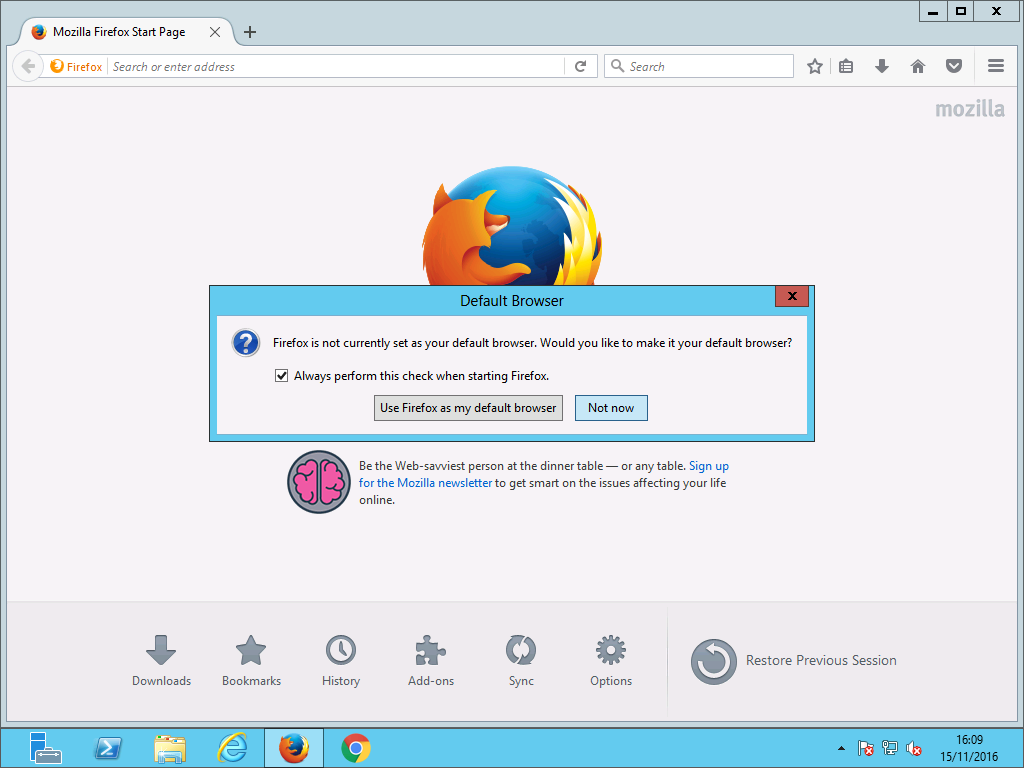 Mozilla Firefox Start Page
Firefox
Search or enter address
Search
mozilla
Default Browser
Firefox is not currently set as your default browser. Would you like to make it your default browser?
Always perform this check when starting Firefox.
Use Firefox as my default browser
Not now
Be the Web-savviest person at the dinner table — or any table. Sign up
for the Mozilla newsletter to get smart on the issues affecting your life
online.
Downloads
Bookmarks
History
Add-ons
Sync
Options
Restore Previous Session
16:09
15/11/2016